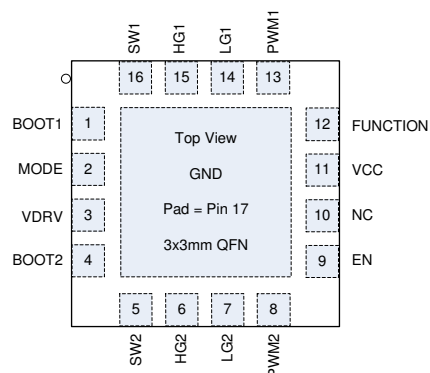 SW1
HG1
LG1
PWM1
16
15
14
13
BOOT1
1
MODE
2
VDRV
3
BOOT2
4
Top View
GND
Pad = Pin 17
3x3mm QFN
12
FUNCTION
11
VCC
10
NC
9
EN
5
6
7
8
SW2
HG2
LG2
PWM2